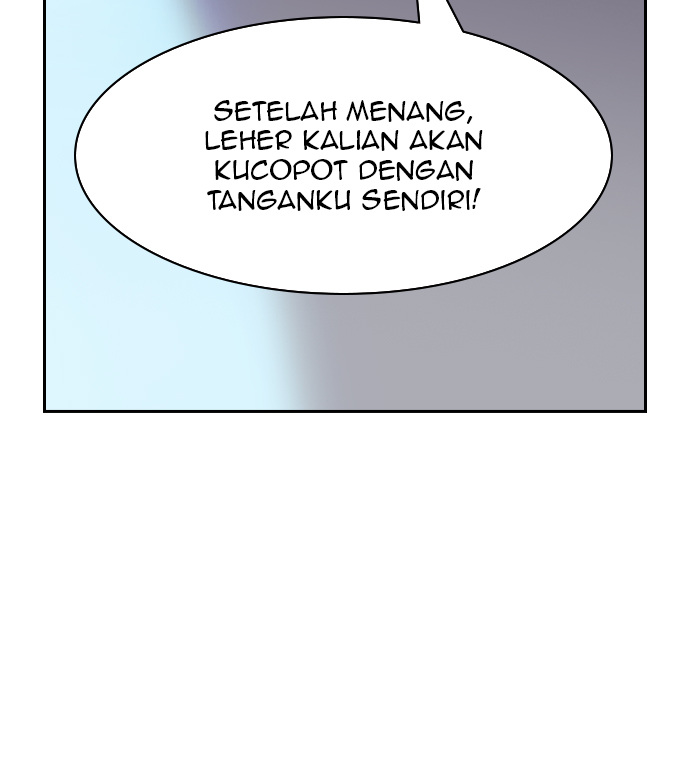 SETELAH MENANG,
LEHER KALIAN AKAN
KUCOPOT DENGAN
TANGANKU SENDIRI!